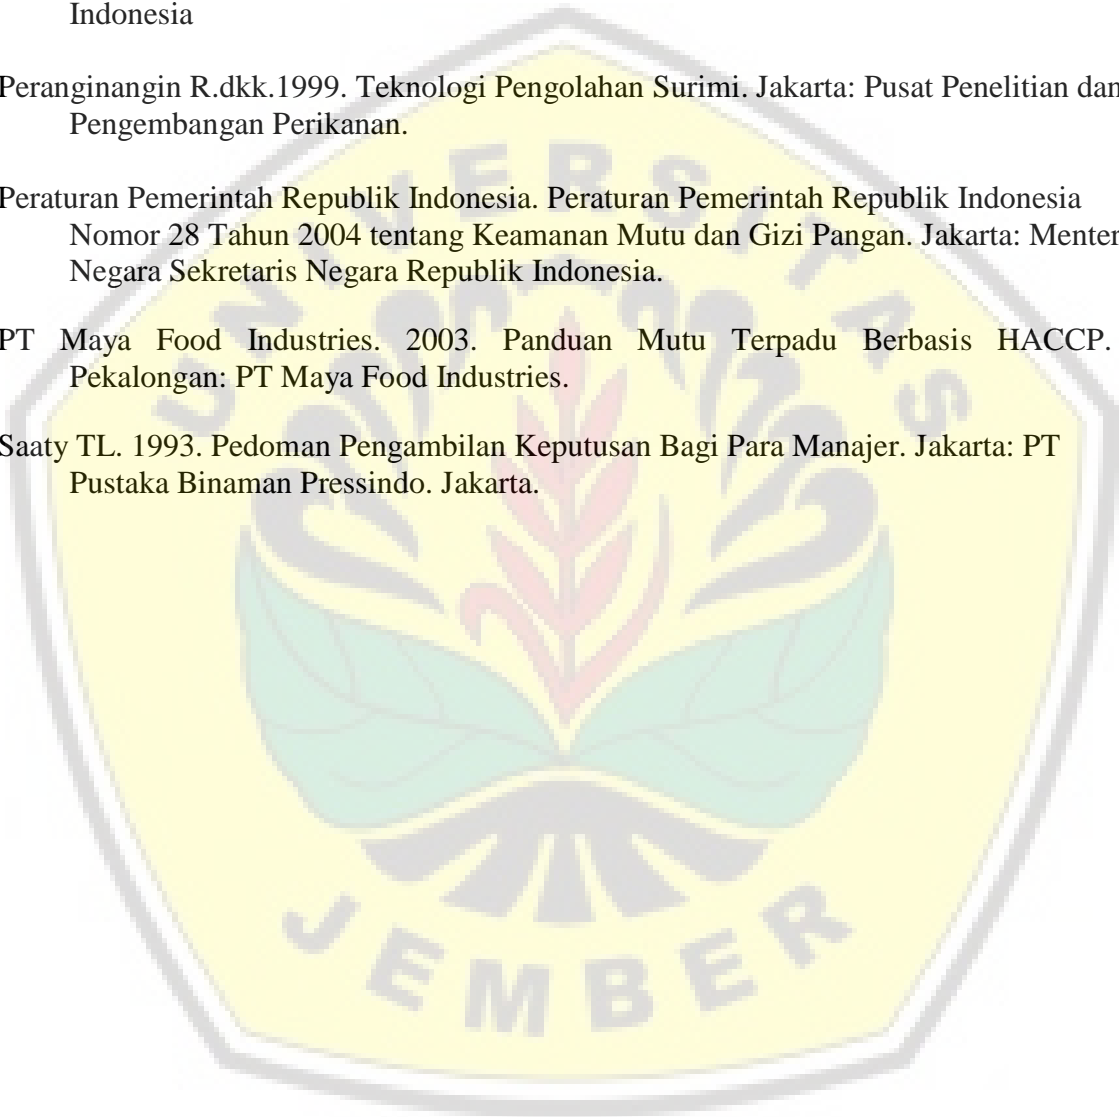 Indonesia
Peranginangin R.dkk.1999. Teknologi Pengolahan Surimi. Jakarta: Pusat Penelitian dan
Pengembangan Perikanan.
Peraturan Pemerintah Republik Indonesia. Peraturan Pemerintah Republik Indonesia
Nomor 28 Tahun 2004 tentang Keamanan Mutu dan Gizi Pangan. Jakarta: Menter
Negara Sekretaris Negara Republik Indonesia.
PT Maya Food Industries. 2003. Panduan Mutu Terpadu Berbasis HACCP.
Pekalongan: PT Maya Food Industries.
Saaty TL. 1993. Pedoman Pengambilan Keputusan Bagi Para Manajer. Jakarta: PT
Pustaka Binaman Pressindo. Jakarta.
UNIVERSITAS
JEMBER